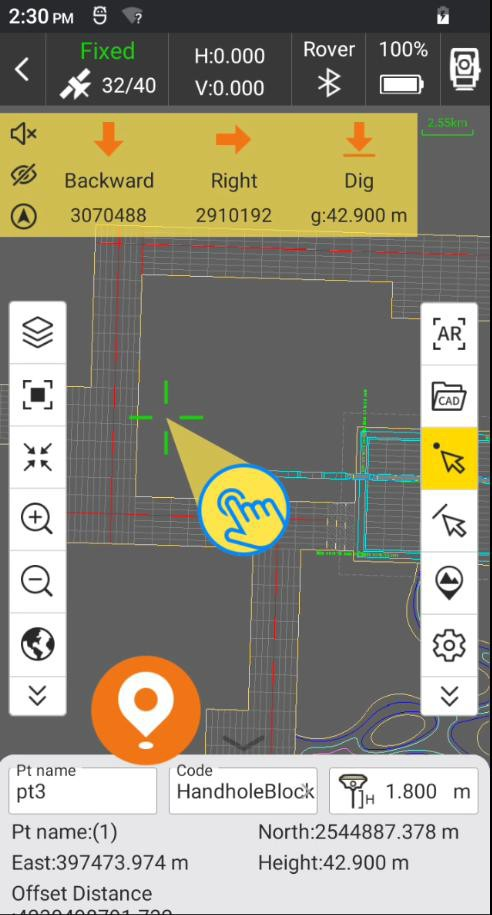 2:30 PM
Fixed
32/40
H:0.000
V:0.000
Rover
100%
2.55km
Backward
Right
Dig
3070488
2910192
g:42.900 m
AR
CAD
Pt name
pt3
Code
HandholeBlock
H
1.800 m
Pt name:(1)
North:2544887.378 m
East:397473.974 m
Height:42.900 m
Offset Distance